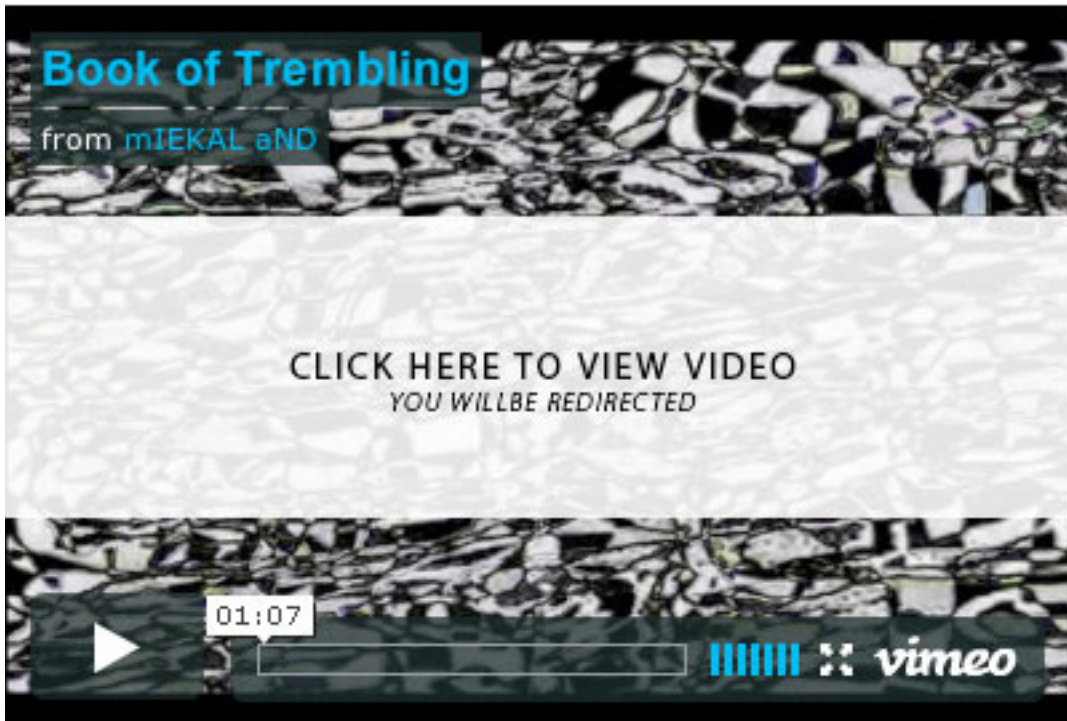 Book of Trembling
from mIEKAL aND
CLICK HERE TO VIEW VIDEO
YOU WILLBE REDIRECTED
01:07
vimeo